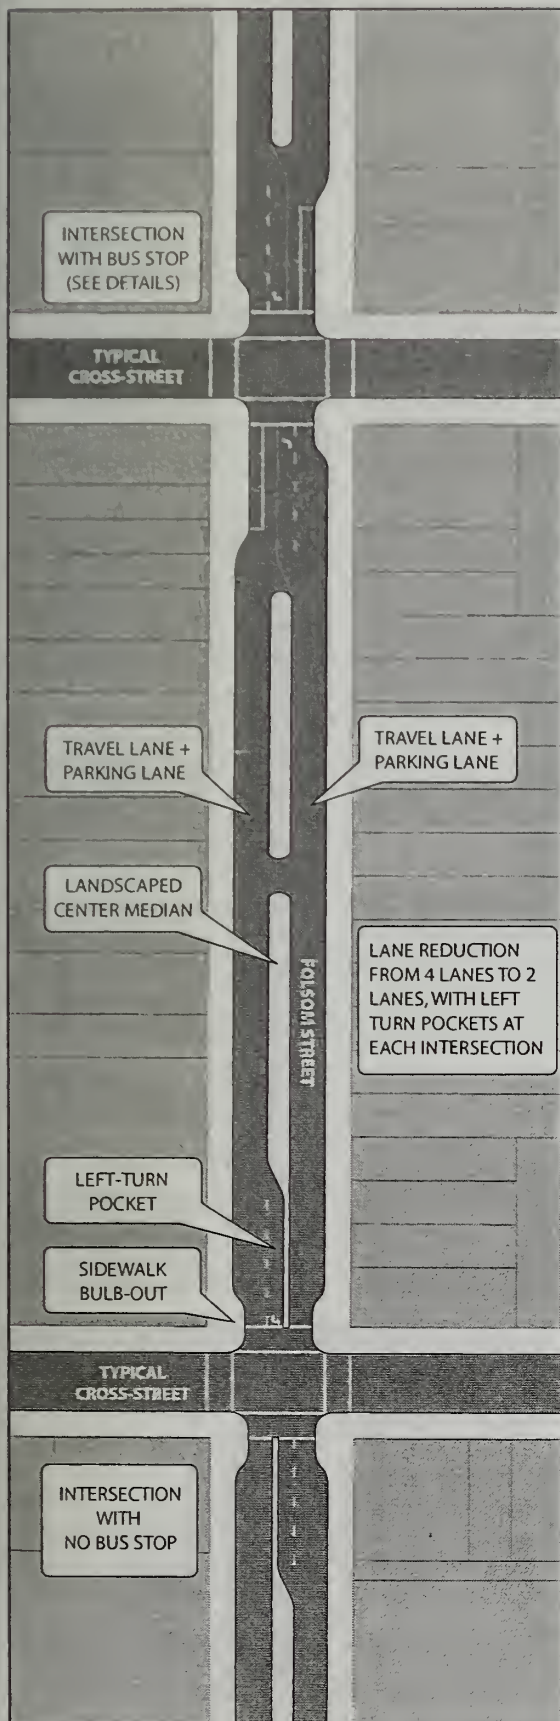 INTERSECTION
WITH BUS STOP
(SEE DETAILS)
TYPICAL
CROSS-STREET
TRAVEL LANE +
PARKING LANE
TRAVEL LANE +
PARKING LANE
LANDSCAPED
CENTER MEDIAN
LANE REDUCTION
FROM 4 LANES TO 2
LANES, WITH LEFT
TURN POCKETS AT
EACH INTERSECTION
FOLSOM STREET
LEFT-TURN
POCKET
SIDEWALK
BULB-OUT
TYPICAL
CROSS-STREET
INTERSECTION
WITH
NO BUS STOP